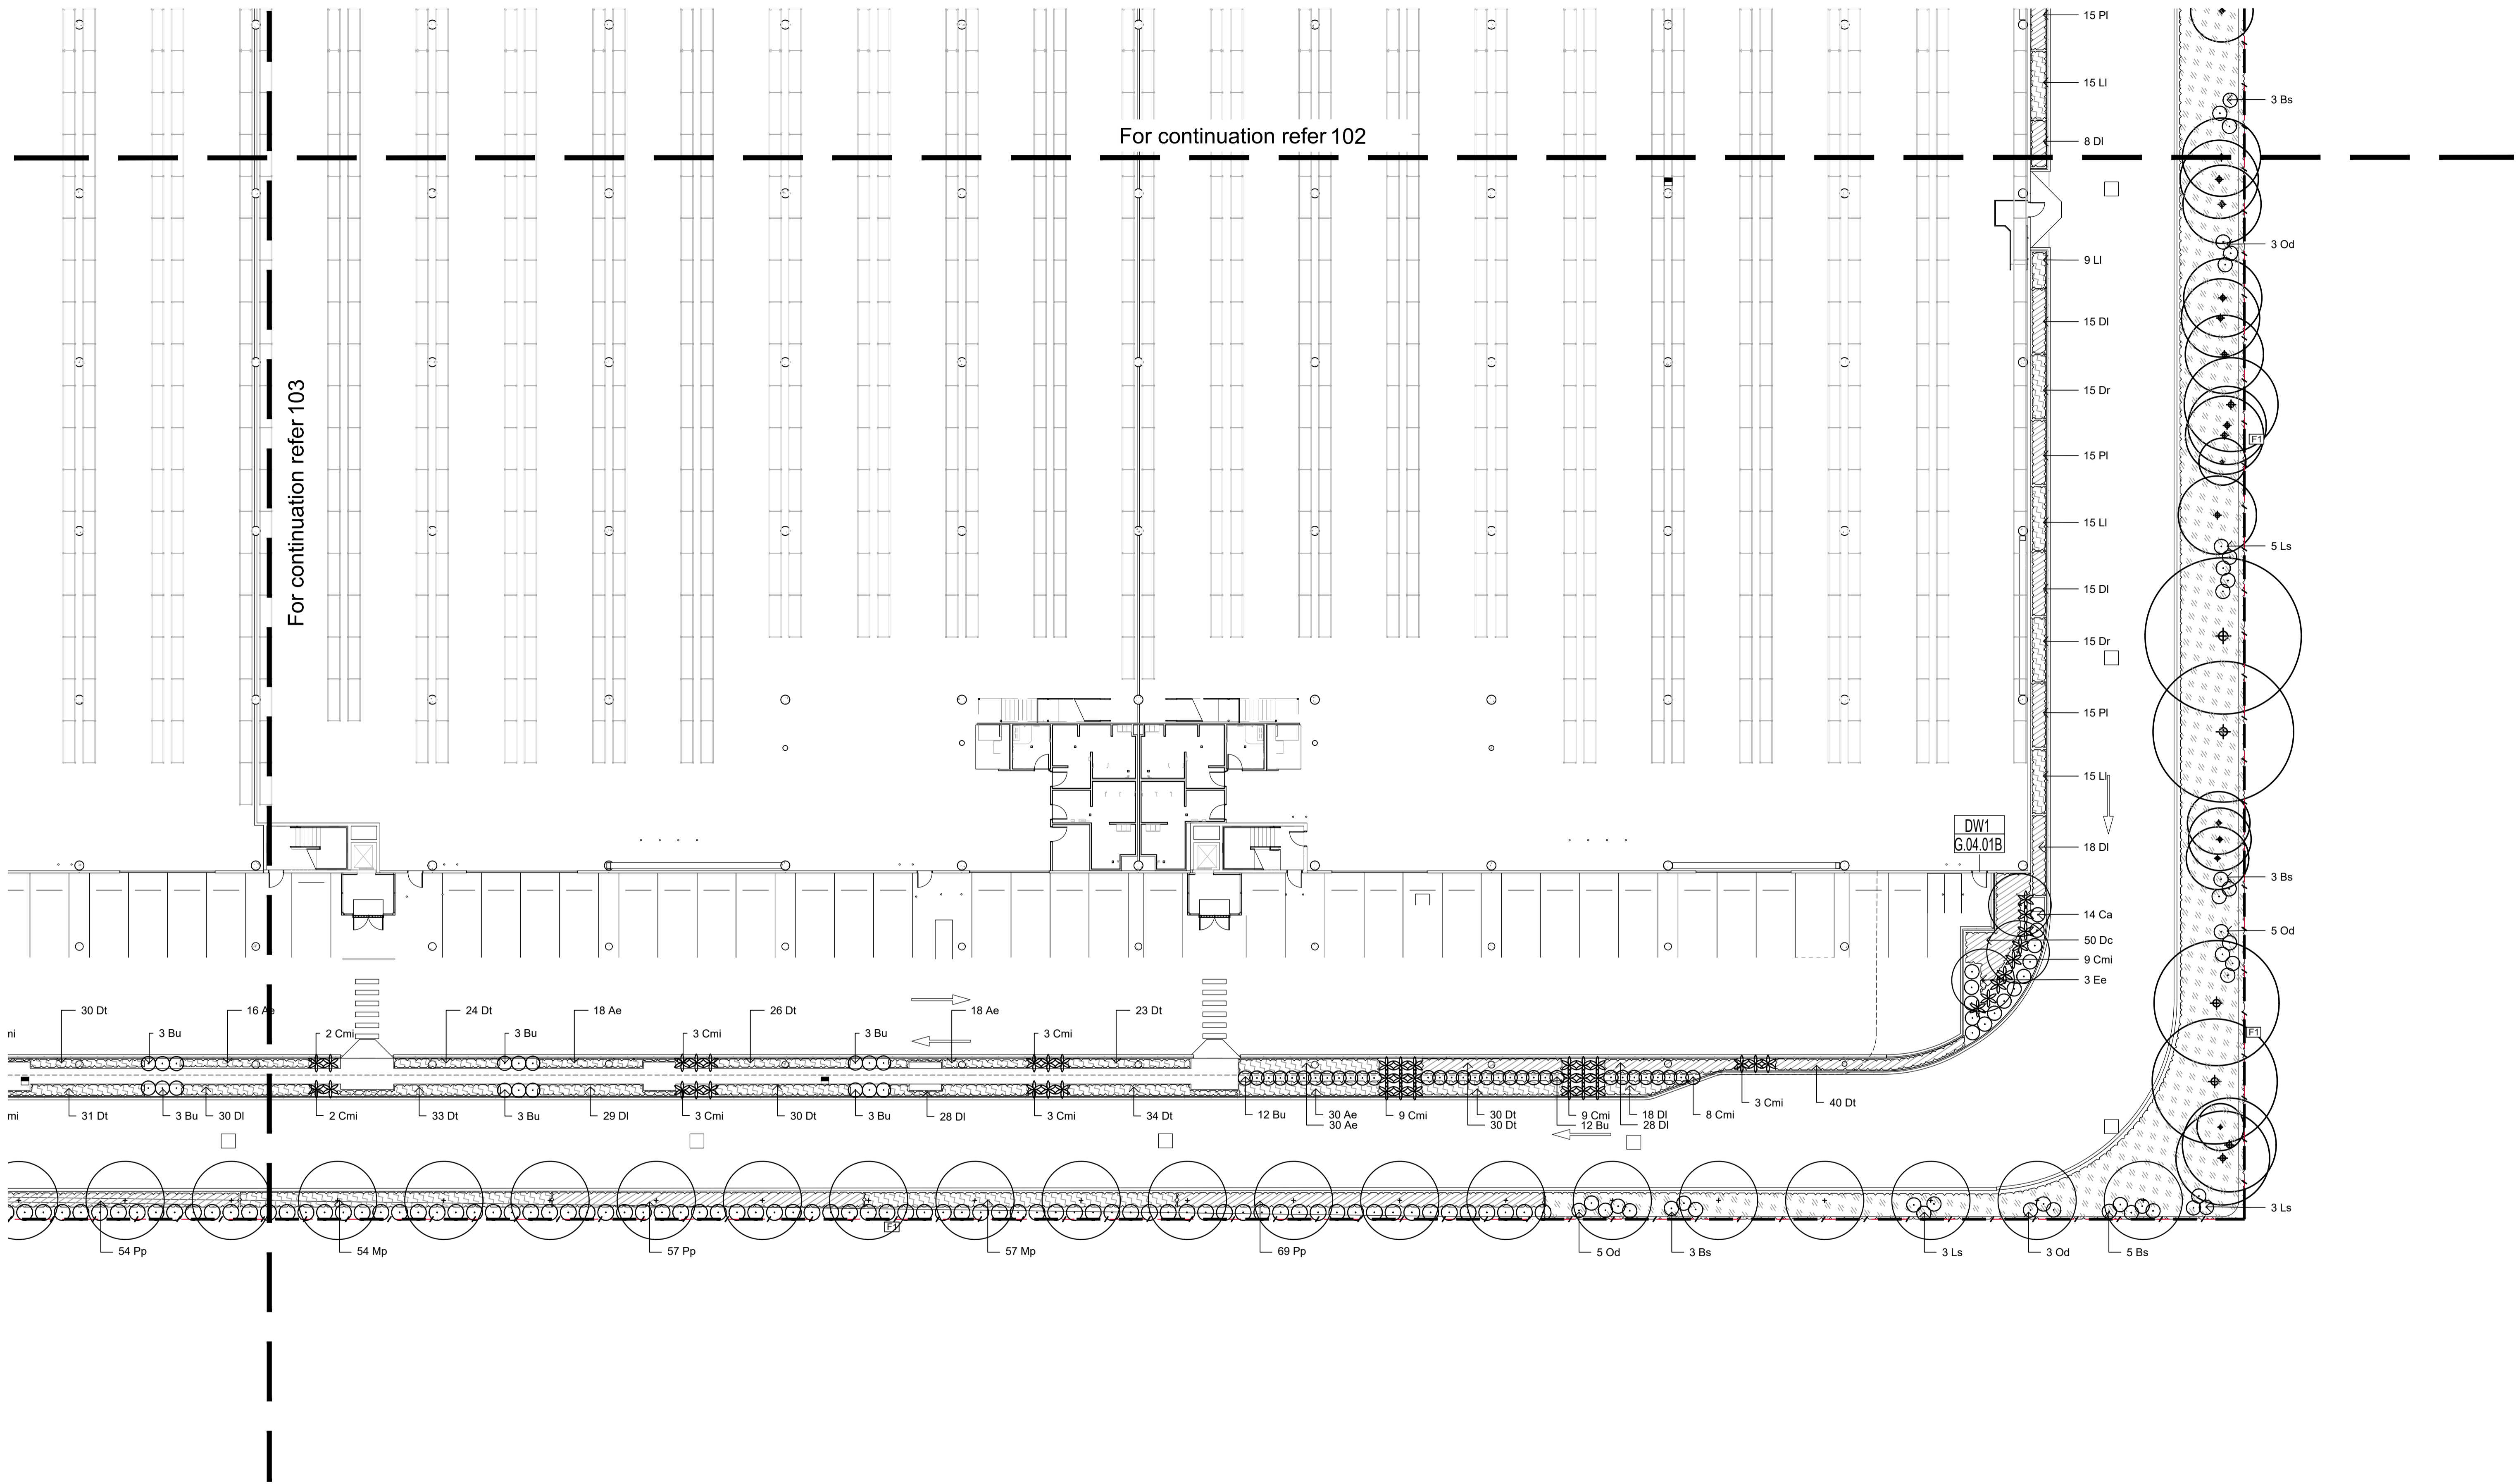 15 Pl
15 Ll
3 Bs
For continuation refer 102
8 Dl
3 Od
9 Ll
15 Dl
15 Dr
For continuation refer 103
F1
15 Pl
15 Ll
5 Ls
15 Dl
15 Dr
15 Pl
15 Ll
DW1
G.04.01B
18 Dl
3 Bs
14 Ca
5 Od
50 Dc
9 Cmi
3 Ee
30 Dt
16 Ae
24 Dt
18 Ae
26 Dt
18 Ae
23 Dt
mi
3 Bu
2 Cmi
3 Bu
3 Cmi
3 Bu
3 Cmi
F1
mi
31 Dt
3 Bu
30 Dl
2 Cmi
33 Dt
3 Bu
29 Dl
3 Cmi
30 Dt
3 Bu
28 Dl
3 Cmi
34 Dt
12 Bu
30 Ae
30 Ae
9 Cmi
30 Dt
30 Dt
9 Cmi
12 Bu
18 Dl
28 Dl
8 Cmi
3 Cmi
40 Dt
3 Ls
F1
54 Pp
54 Mp
57 Pp
57 Mp
69 Pp
5 Od
3 Bs
3 Ls
3 Od
5 Bs